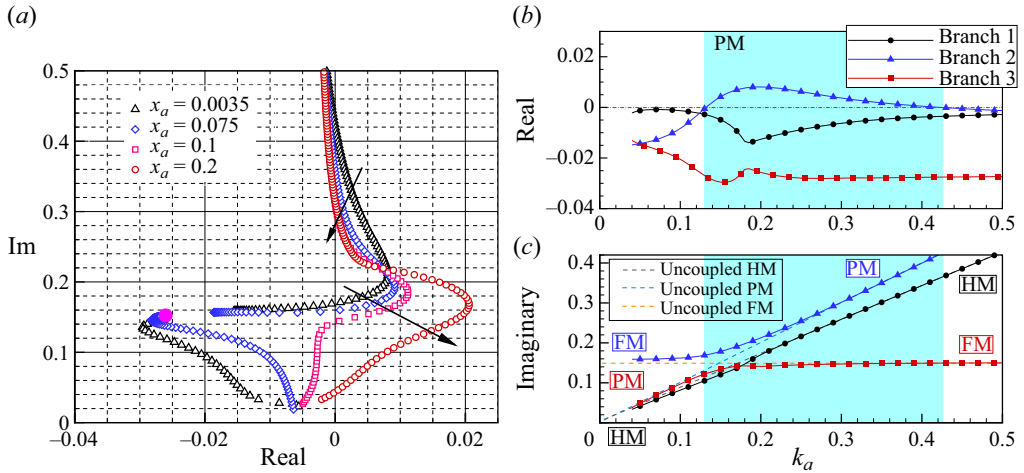 (a)
0.5
0.4
0.3
Im
0.2
0.1
0
−0.04
−0.02
0
0.02
Real
x_a = 0.0035
x_a = 0.075
x_a = 0.1
x_a = 0.2
(b)
PM
Branch 1
Branch 2
Branch 3
0.02
0
−0.02
−0.04
Real
0
0.1
0.2
0.3
0.4
0.5
(c)
Uncoupled HM
Uncoupled PM
Uncoupled FM
PM
HM
FM
FM
PM
HM
0.4
0.3
0.2
0.1
Imaginary
0
0.1
0.2
0.3
0.4
0.5
k_a